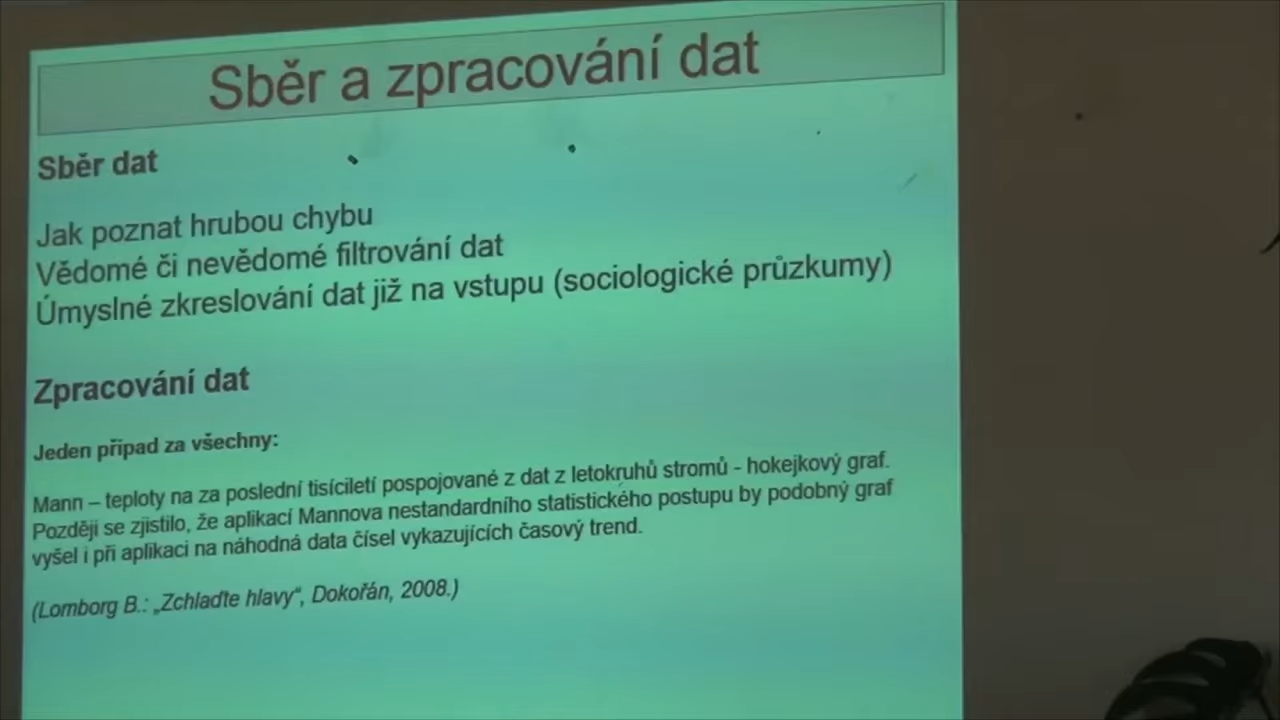 Sběr a zpracování dat
Sběr dat
Jak poznat hrubou chybu
Vědomé či nevědomé filtrování dat
Úmyslné zkreslování dat již na vstupu (sociologické průzkumy)
Zpracování dat
Jeden případ za všechny:
Mann – teploty na za poslední tisíciletí pospojované z dat z letokruhů stromů - hokejkový graf.
Později se zjistilo, že aplikací Mannova nestandardního statistického postupu by podobný graf
vyšel i při aplikaci na náhodná data čísel vykazujících časový trend.
(Lomborg B.: „Zchlaďte hlavy“, Dokořán, 2008.)